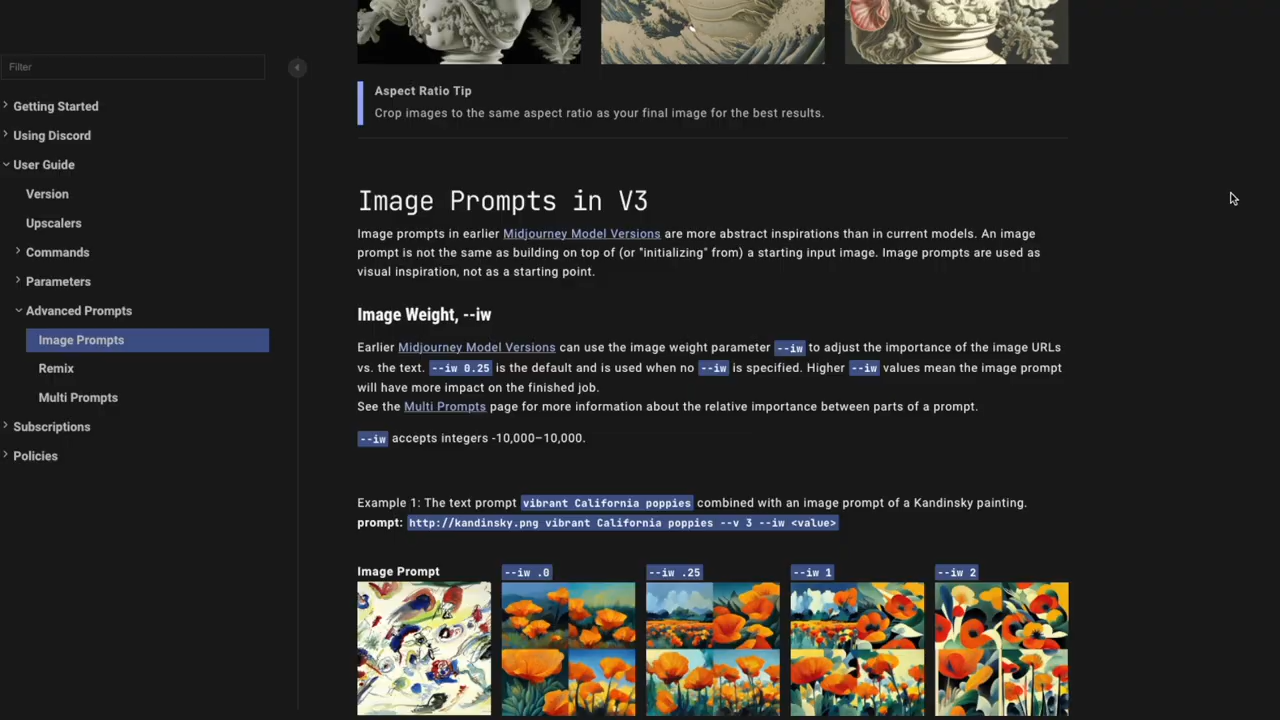 Filter
Getting Started
Using Discord
User Guide
Version
Upscalers
Commands
Parameters
Advanced Prompts
Image Prompts
Remix
Multi Prompts
Subscriptions
Policies
Aspect Ratio Tip
Crop images to the same aspect ratio as your final image for the best results.
Image Prompts in V3
Image prompts in earlier Midjourney Model Versions are more abstract inspirations than in current models. An image
prompt is not the same as building on top of (or "initializing" from) a starting input image. Image prompts are used as
visual inspiration, not as a starting point.
Image Weight, --iw
Earlier Midjourney Model Versions can use the image weight parameter --iw to adjust the importance of the image URLs
vs. the text. --iw 0.25 is the default and is used when no --iw is specified. Higher --iw values mean the image prompt
will have more impact on the finished job.
See the Multi Prompts page for more information about the relative importance between parts of a prompt.
--iw accepts integers -10,000–10,000.
Example 1: The text prompt vibrant California poppies combined with an image prompt of a Kandinsky painting.
prompt: http://kandinsky.png vibrant California poppies --v 3 --iw <value>
Image Prompt --iw .0 --iw .25 --iw 1 --iw 2